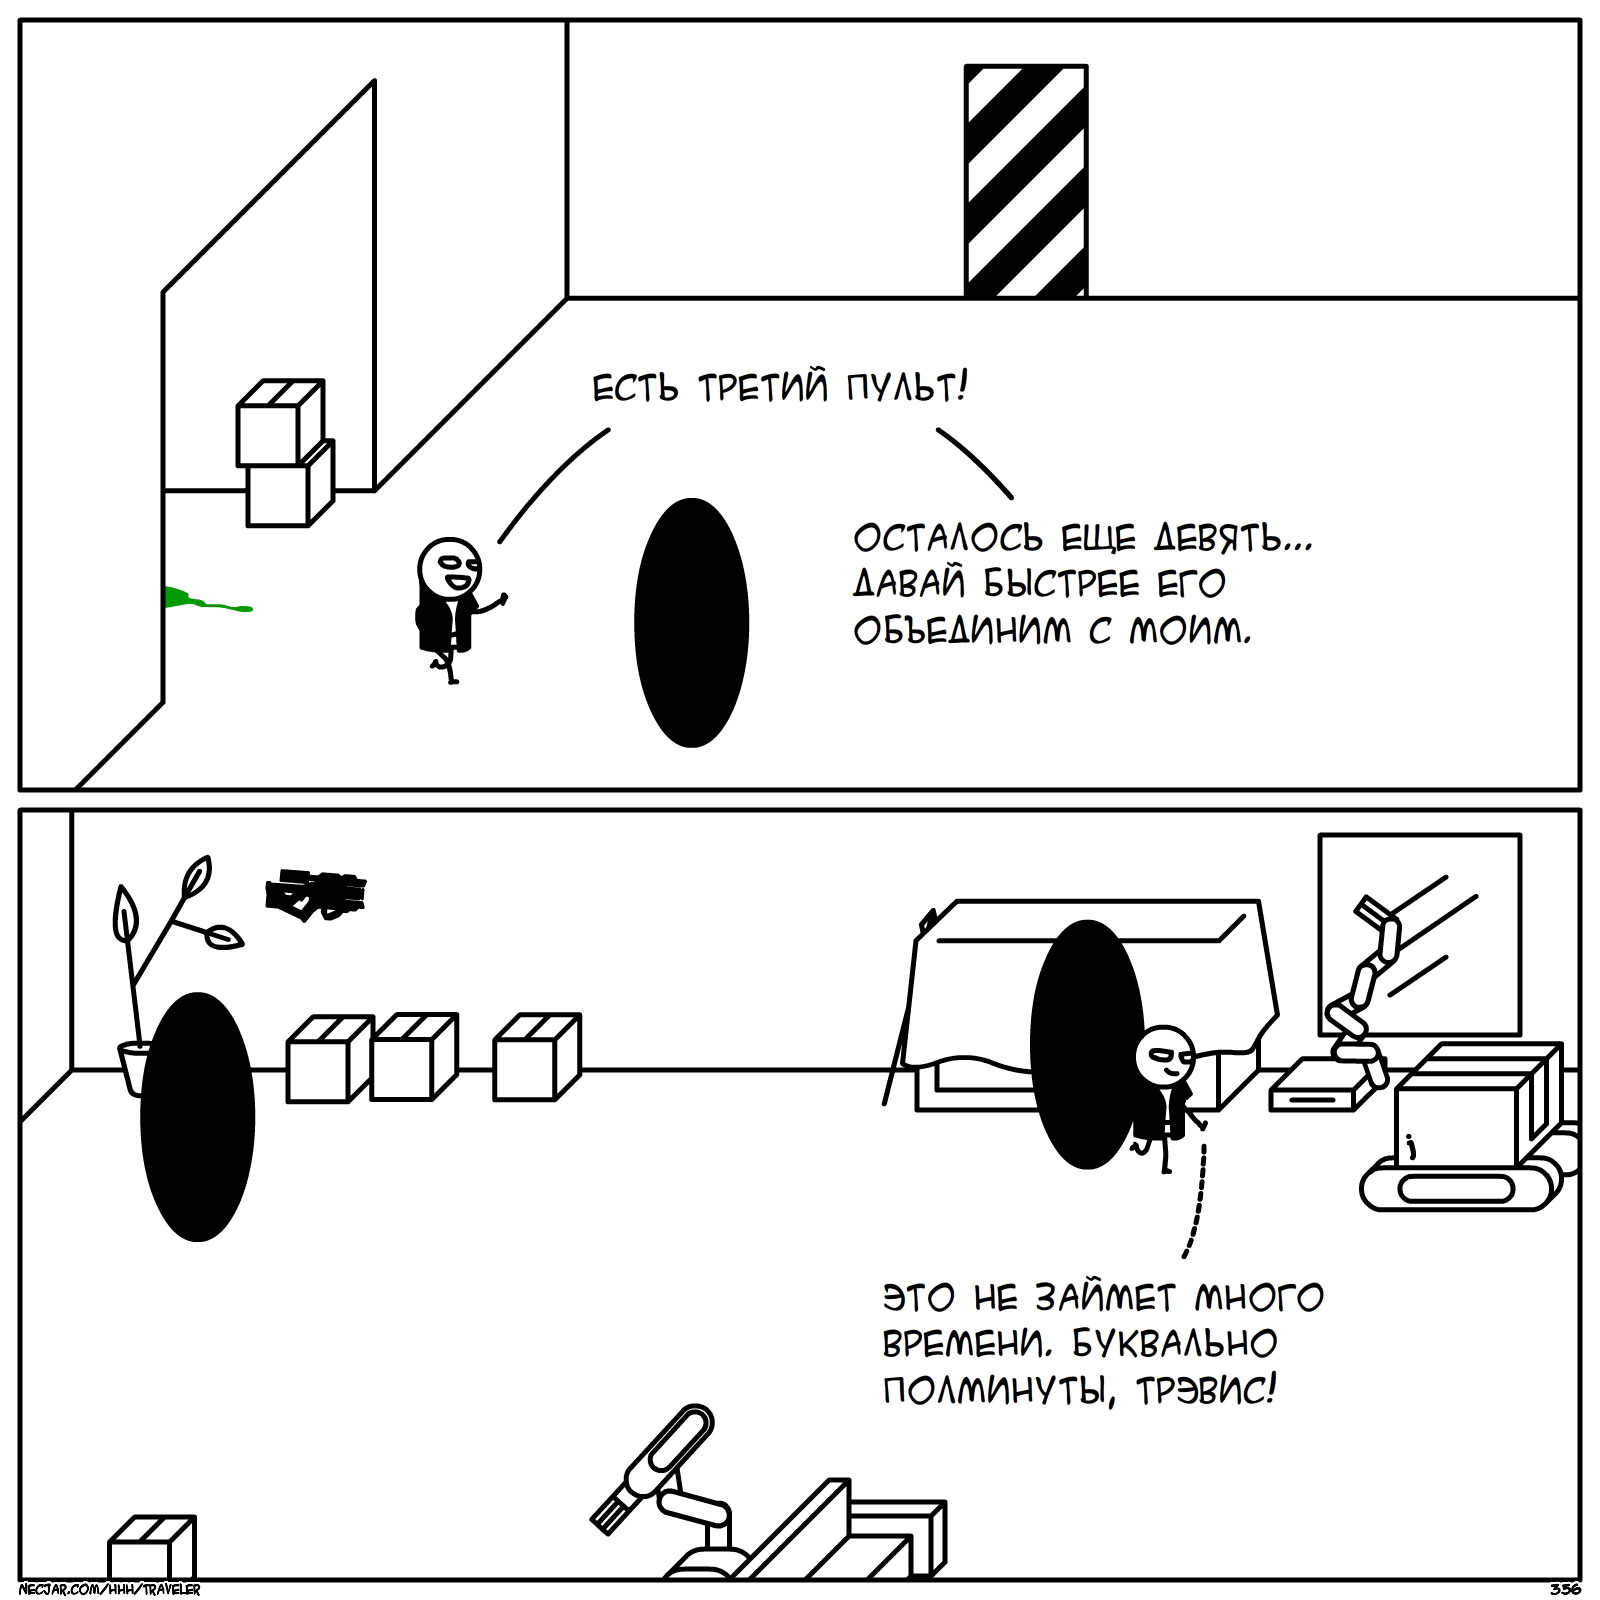 ЕСТЬ ТРЕТИЙ ПУЛЬТ!
ОСТАЛОСЬ ЕЩЕ ДЕВЯТЬ...
ДАВАЙ БЫСТРЕЕ ЕГО
ОБЪЕДИНИМ С МОИМ.
ЭТО НЕ ЗАЙМЕТ МНОГО
ВРЕМЕНИ. БУКВАЛЬНО
ПОЛМИНУТЫ, ТРЭВИС!
NECJAR.COM/HHH/TRAVELER
356